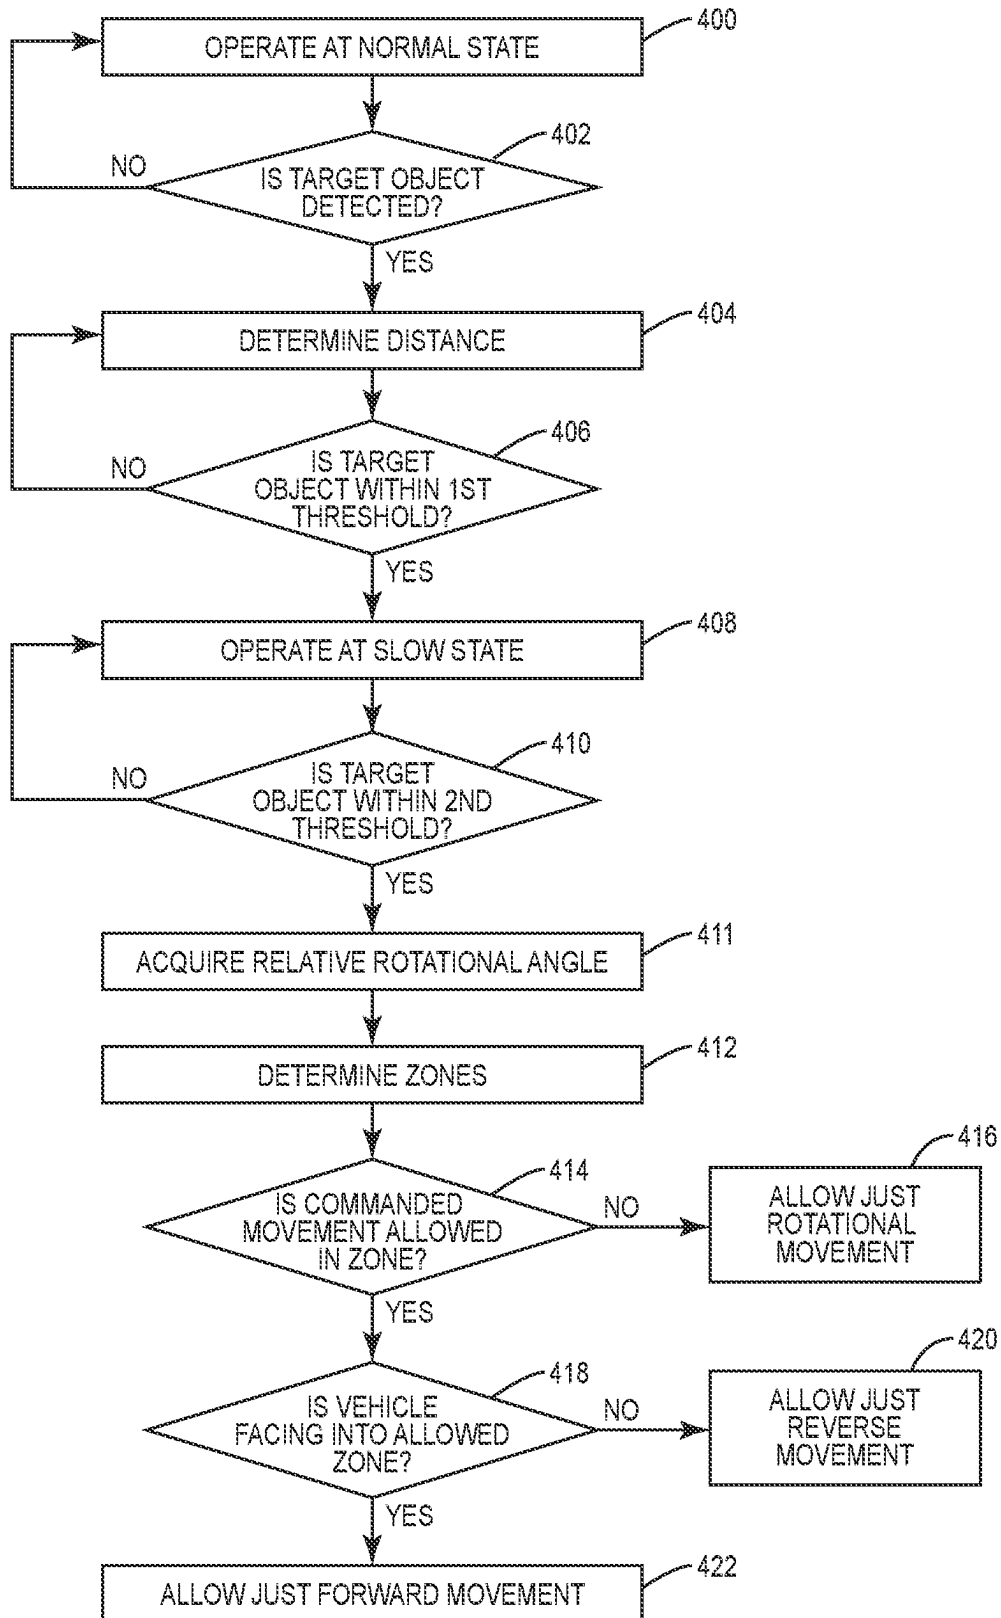 400
OPERATE AT NORMAL STATE
402
NO
IS TARGET OBJECT
DETECTED?
YES
404
DETERMINE DISTANCE
406
NO
IS TARGET
OBJECT WITHIN 1ST
THRESHOLD?
YES
408
OPERATE AT SLOW STATE
410
NO
IS TARGET
OBJECT WITHIN 2ND
THRESHOLD?
YES
411
ACQUIRE RELATIVE ROTATIONAL ANGLE
412
DETERMINE ZONES
414
IS COMMANDED
MOVEMENT ALLOWED
IN ZONE?
NO
416
ALLOW JUST
ROTATIONAL
MOVEMENT
YES
418
IS VEHICLE
FACING INTO ALLOWED
ZONE?
NO
420
ALLOW JUST
REVERSE
MOVEMENT
YES
422
ALLOW JUST FORWARD MOVEMENT